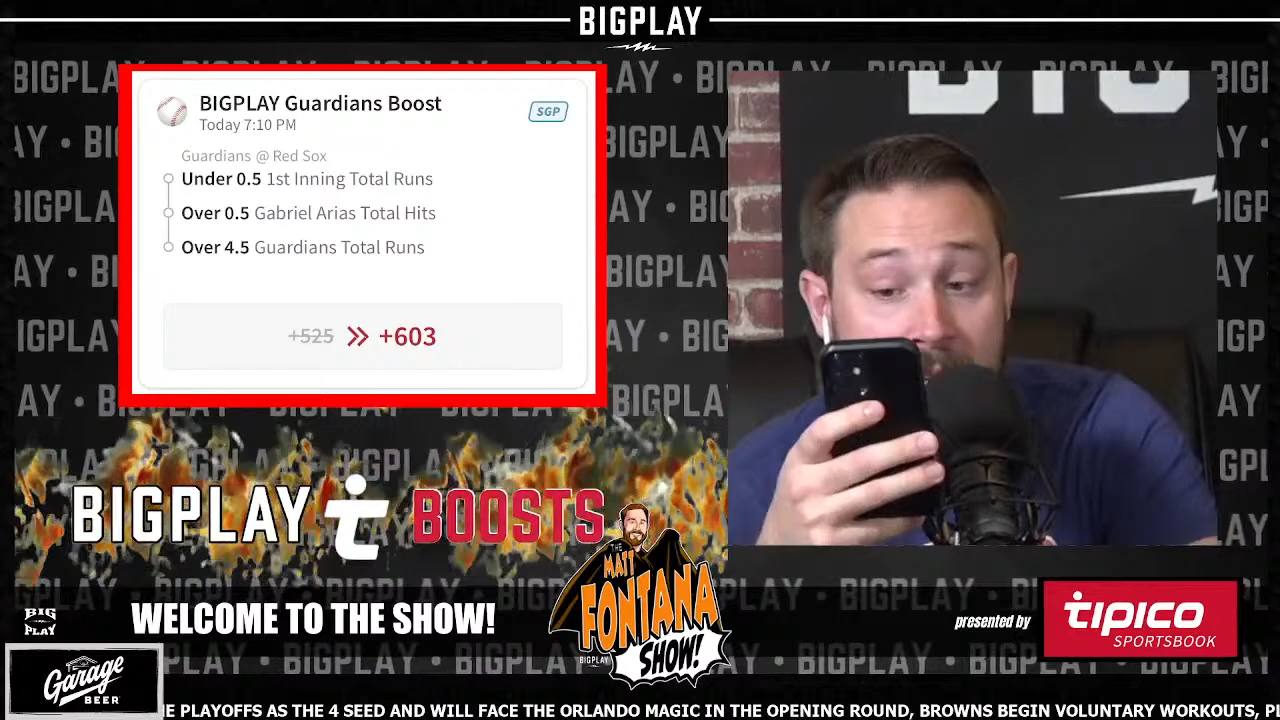 BIGPLAY
BIGPLAY Guardians Boost
Today 7:10 PM
SGP
Guardians @ Red Sox
Under 0.5 1st Inning Total Runs
Over 0.5 Gabriel Arias Total Hits
Over 4.5 Guardians Total Runs
+525 >> +603
BIGPLAY t BOOSTS
THE
MATT
FONTANA
SHOW!
BIGPLAY
BIG
PLAY
WELCOME TO THE SHOW!
presented by
tipico
SPORTSBOOK
Garage
BEER
E PLAYOFFS AS THE 4 SEED AND WILL FACE THE ORLANDO MAGIC IN THE OPENING ROUND, BROWNS BEGIN VOLUNTARY WORKOUTS, P